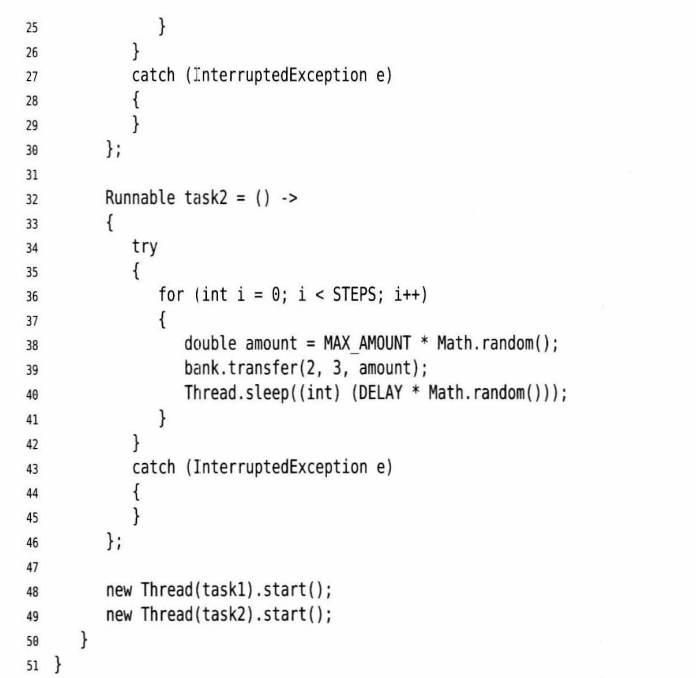 25 }
26 }
27 catch (InterruptedException e)
28 {
29 }
30 };
31
32 Runnable task2 = () ->
33 {
34 try
35 {
36 for (int i = 0; i < STEPS; i++)
37 {
38 double amount = MAX_AMOUNT * Math.random();
39 bank.transfer(2, 3, amount);
40 Thread.sleep((int) (DELAY * Math.random()));
41 }
42 }
43 catch (InterruptedException e)
44 {
45 }
46 };
47
48 new Thread(task1).start();
49 new Thread(task2).start();
50 }
51 }